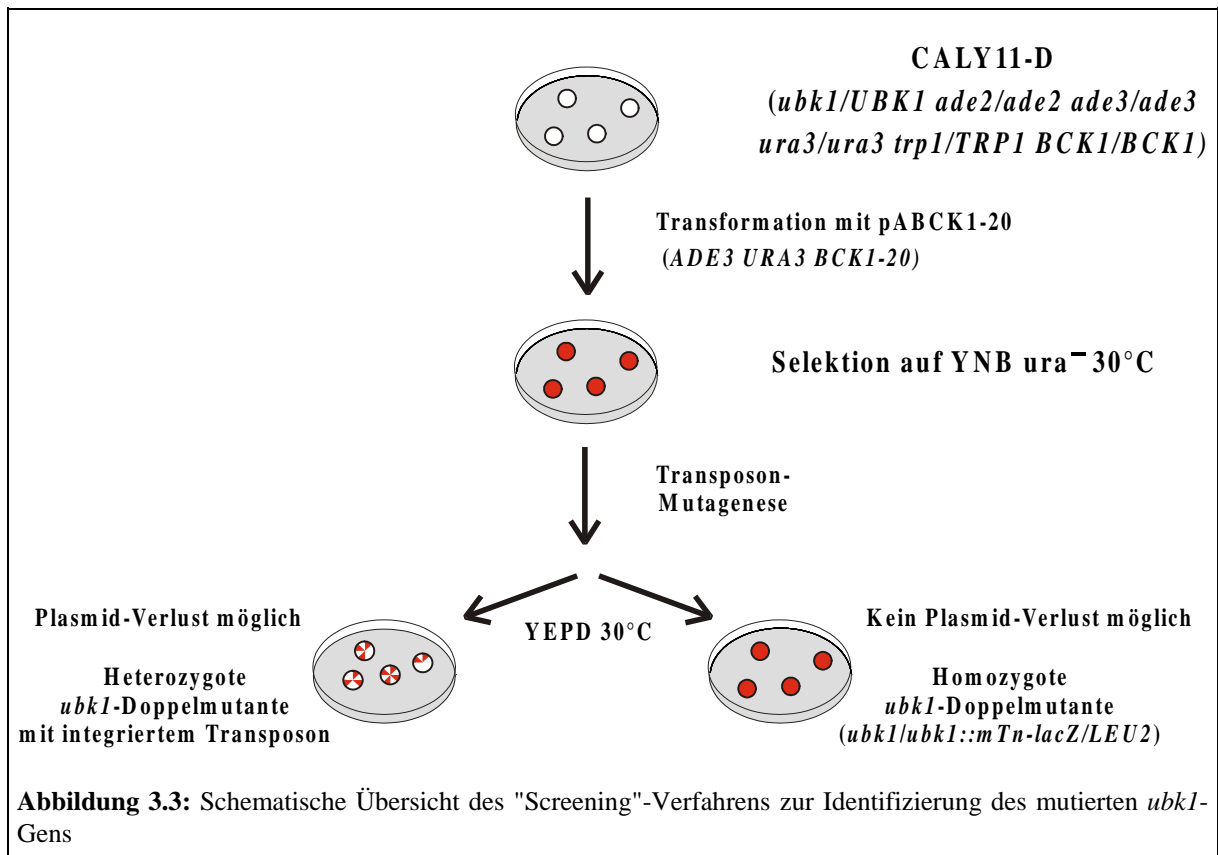 CALY11-D
(ubk1/UBK1 ade2/ade2 ade3/ade3
ura3/ura3 trp1/TRP1 BCK1/BCK1)
Transformation mit pABCK1-20
(ADE3 URA3 BCK1-20)
Selektion auf YNB ura⁻ 30°C
Transposon-
Mutagenese
Plasmid-Verlust möglich
YEPD 30°C
Kein Plasmid-Verlust möglich
Heterozygote
ubk1-Doppelmutante
mit integriertem Transposon
Homozygote
ubk1-Doppelmutante
(ubk1/ubk1::mTn-lacZ/LEU2)
Abbildung 3.3: Schematische Übersicht des "Screening"-Verfahrens zur Identifizierung des mutierten ubk1-
Gens